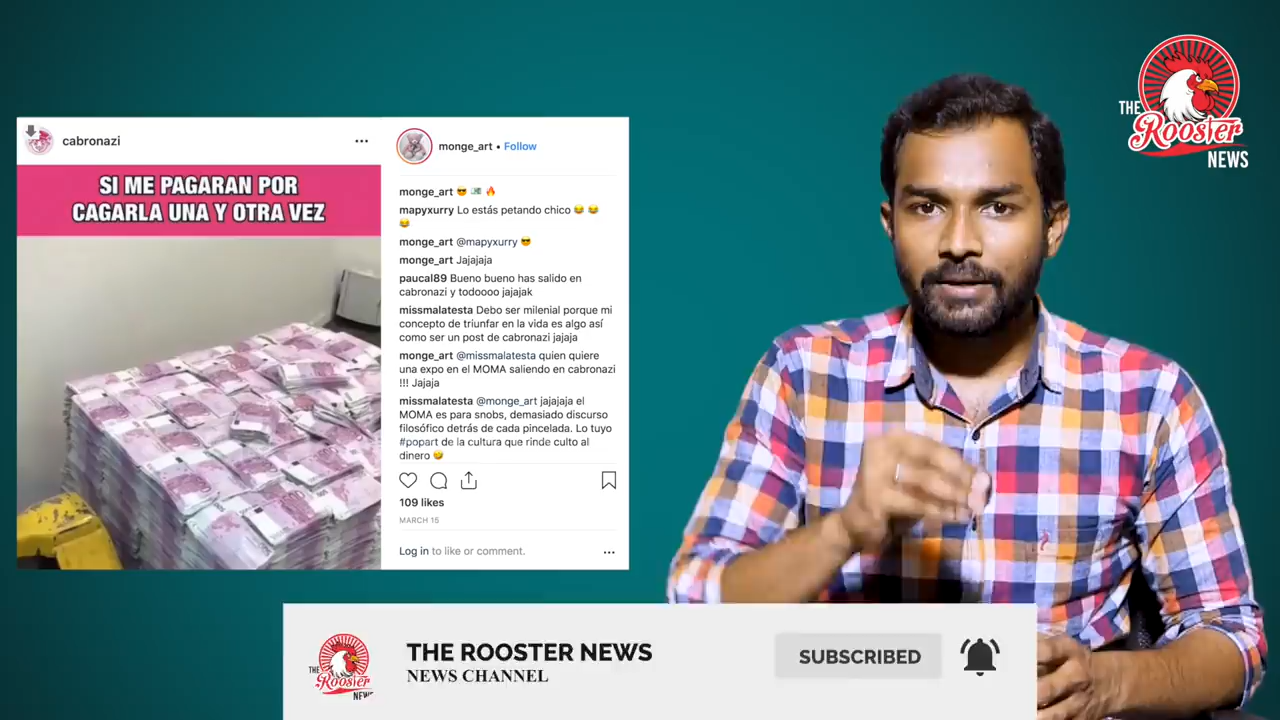 cabronazi
SI ME PAGARAN POR
CAGARLA UNA Y OTRA VEZ
monge_art • Follow
monge_art 😎 💵 🔥
mapyxurry Lo estás petando chico 😂 😂
😂
monge_art @mapyxurry 😎
monge_art Jajajaja
paucal89 Bueno bueno has salido en
cabronazi y todoooo jajajak
missmalatesta Debo ser milenial porque mi
concepto de triunfar en la vida es algo así
como ser un post de cabronazi jajaja
monge_art @missmalatesta quien quiere
una expo en el MOMA saliendo en cabronazi
!!! Jajaja
missmalatesta @monge_art jajajaja el
MOMA es para snobs, demasiado discurso
filosófico detrás de cada pincelada. Lo tuyo
#popart de la cultura que rinde culto al
dinero 🤣
109 likes
MARCH 15
Log in to like or comment.
THE
Rooster
NEWS
THE
Rooster
NEWS
THE ROOSTER NEWS
NEWS CHANNEL
SUBSCRIBED